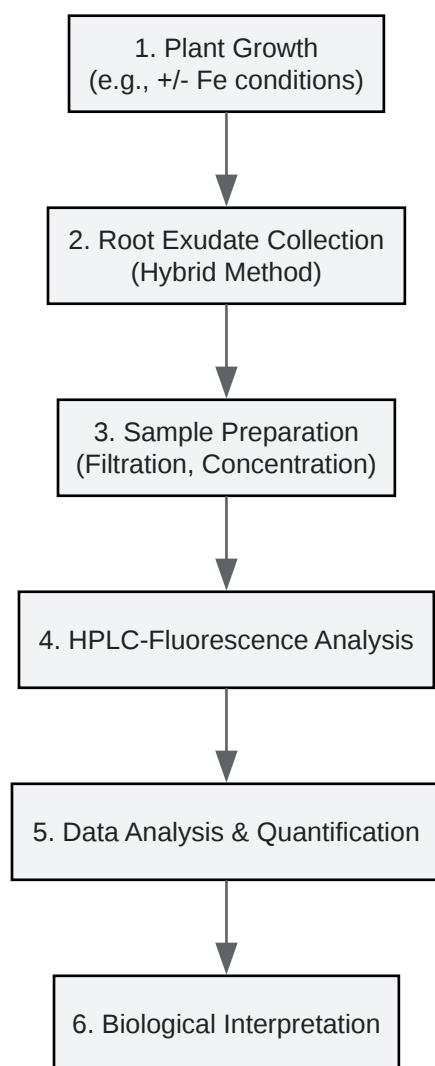 1. Plant Growth
(e.g., +/- Fe conditions)
2. Root Exudate Collection
(Hybrid Method)
3. Sample Preparation
(Filtration, Concentration)
4. HPLC-Fluorescence Analysis
5. Data Analysis & Quantification
6. Biological Interpretation